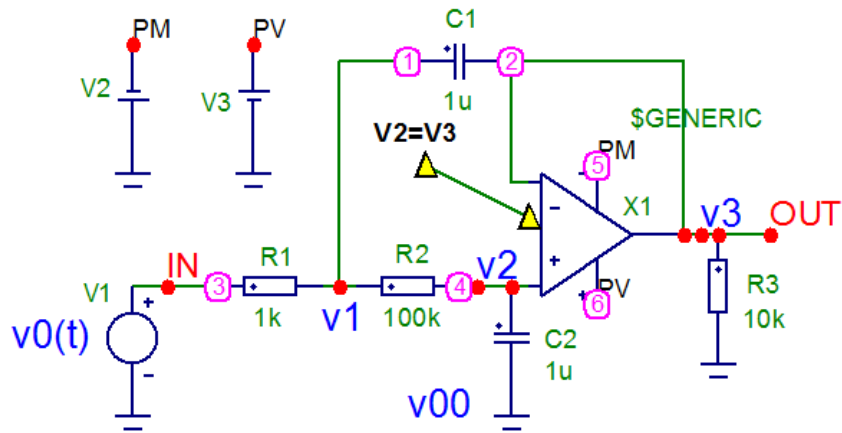 PM
PV
C1
1
2
V2
V3
1u
$GENERIC
V2=V3
PM
5
X1
v3
OUT
IN
R1
R2
v2
V1
3
4
6
PV
R3
1k
v1
100k
C2
10k
v0(t)
1u
v00